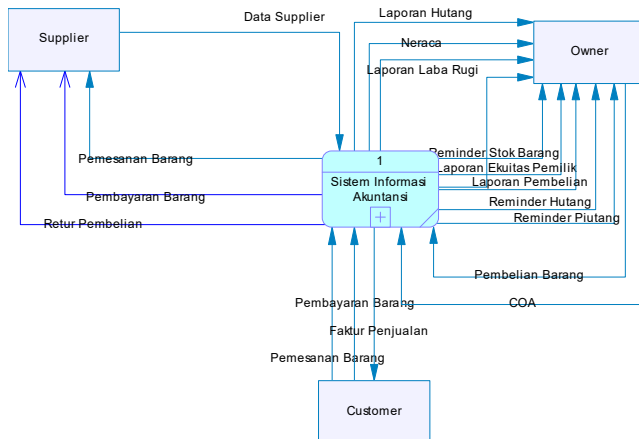 Data Supplier
Laporan Hutang
Supplier
Neraca
Owner
Laporan Laba Rugi
Pemesanan Barang
1
Reminder Stok Barang
Laporan Ekuitas Pemilik
Sistem Informasi
Akuntansi
Laporan Pembelian
Pembayaran Barang
Reminder Hutang
Retur Pembelian
Reminder Piutang
Pembelian Barang
Pembayaran Barang
COA
Faktur Penjualan
Pemesanan Barang
Customer